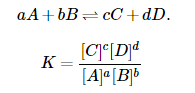 aA + bB ⇌ cC + dD.
K = [C]ᶜ[D]ᵈ / [A]ᵃ[B]ᵇ